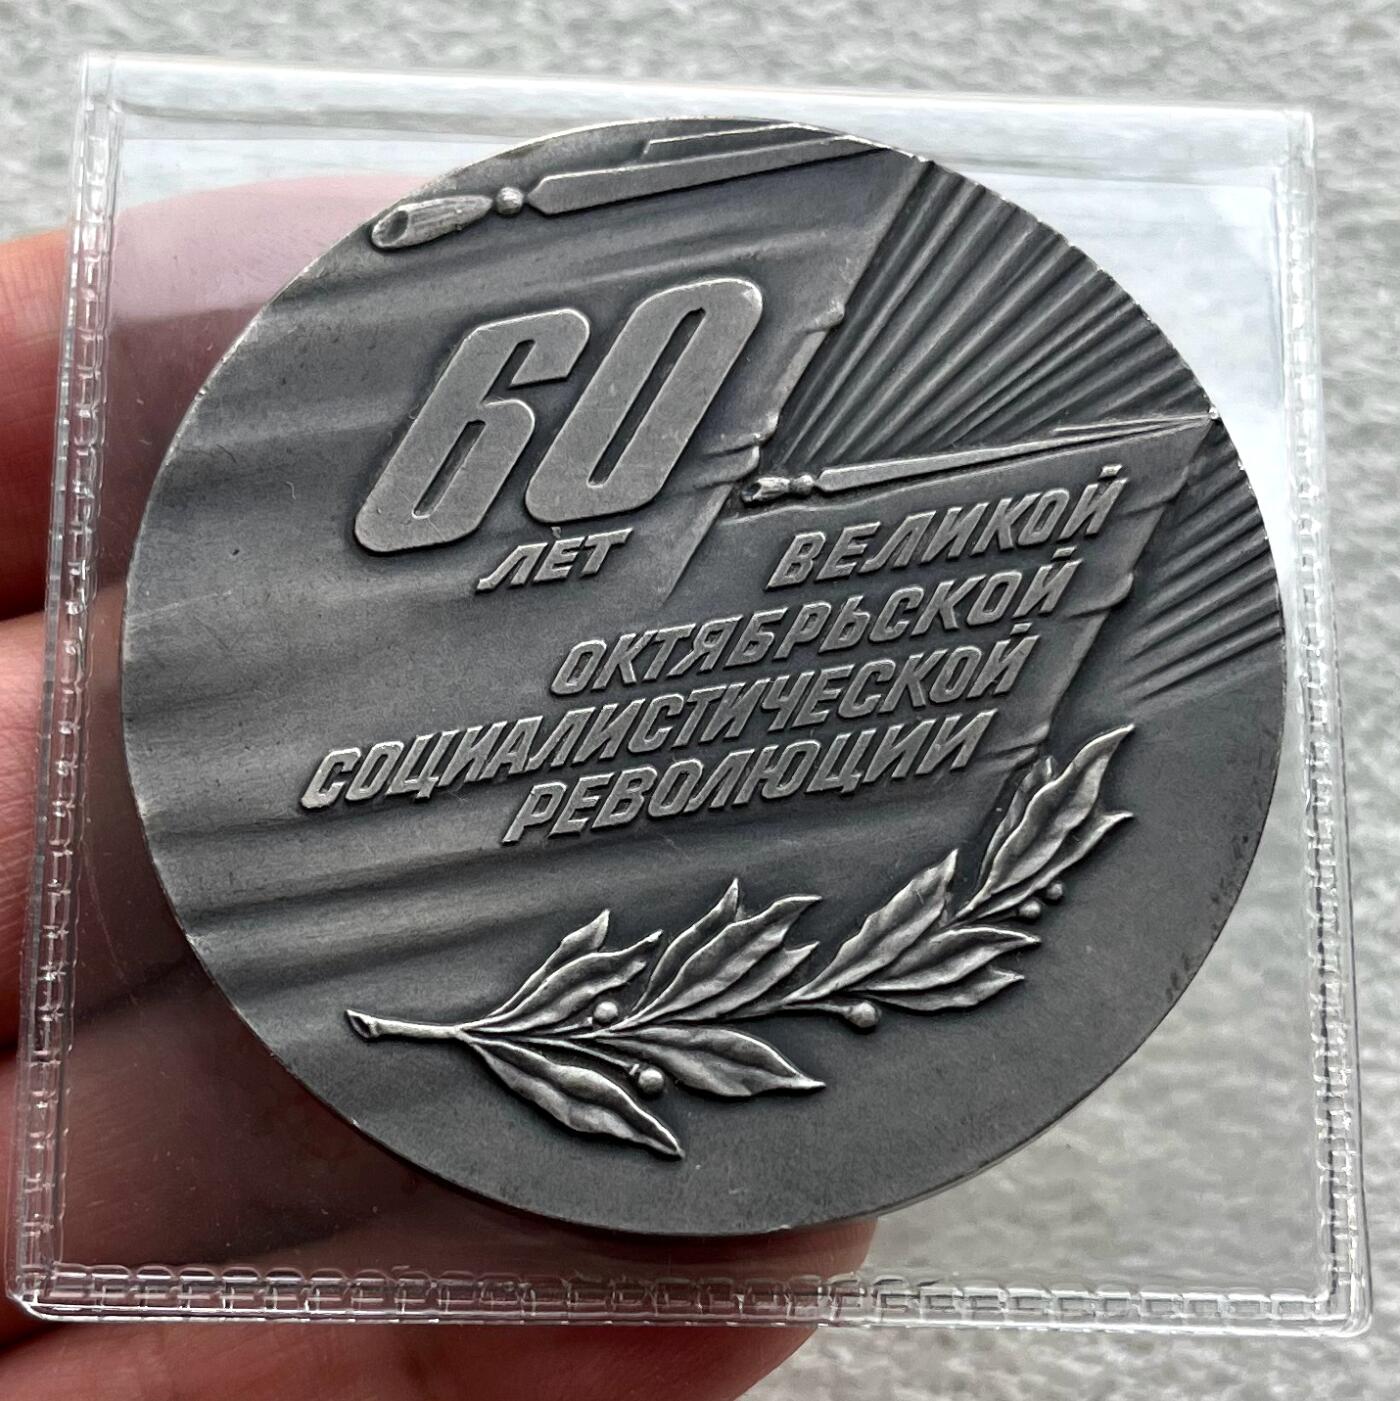 60
ЛЕТ
ВЕЛИКОЙ
ОКТЯБРЬСКОЙ
СОЦИАЛИСТИЧЕСКОЙ
РЕВОЛЮЦИИ